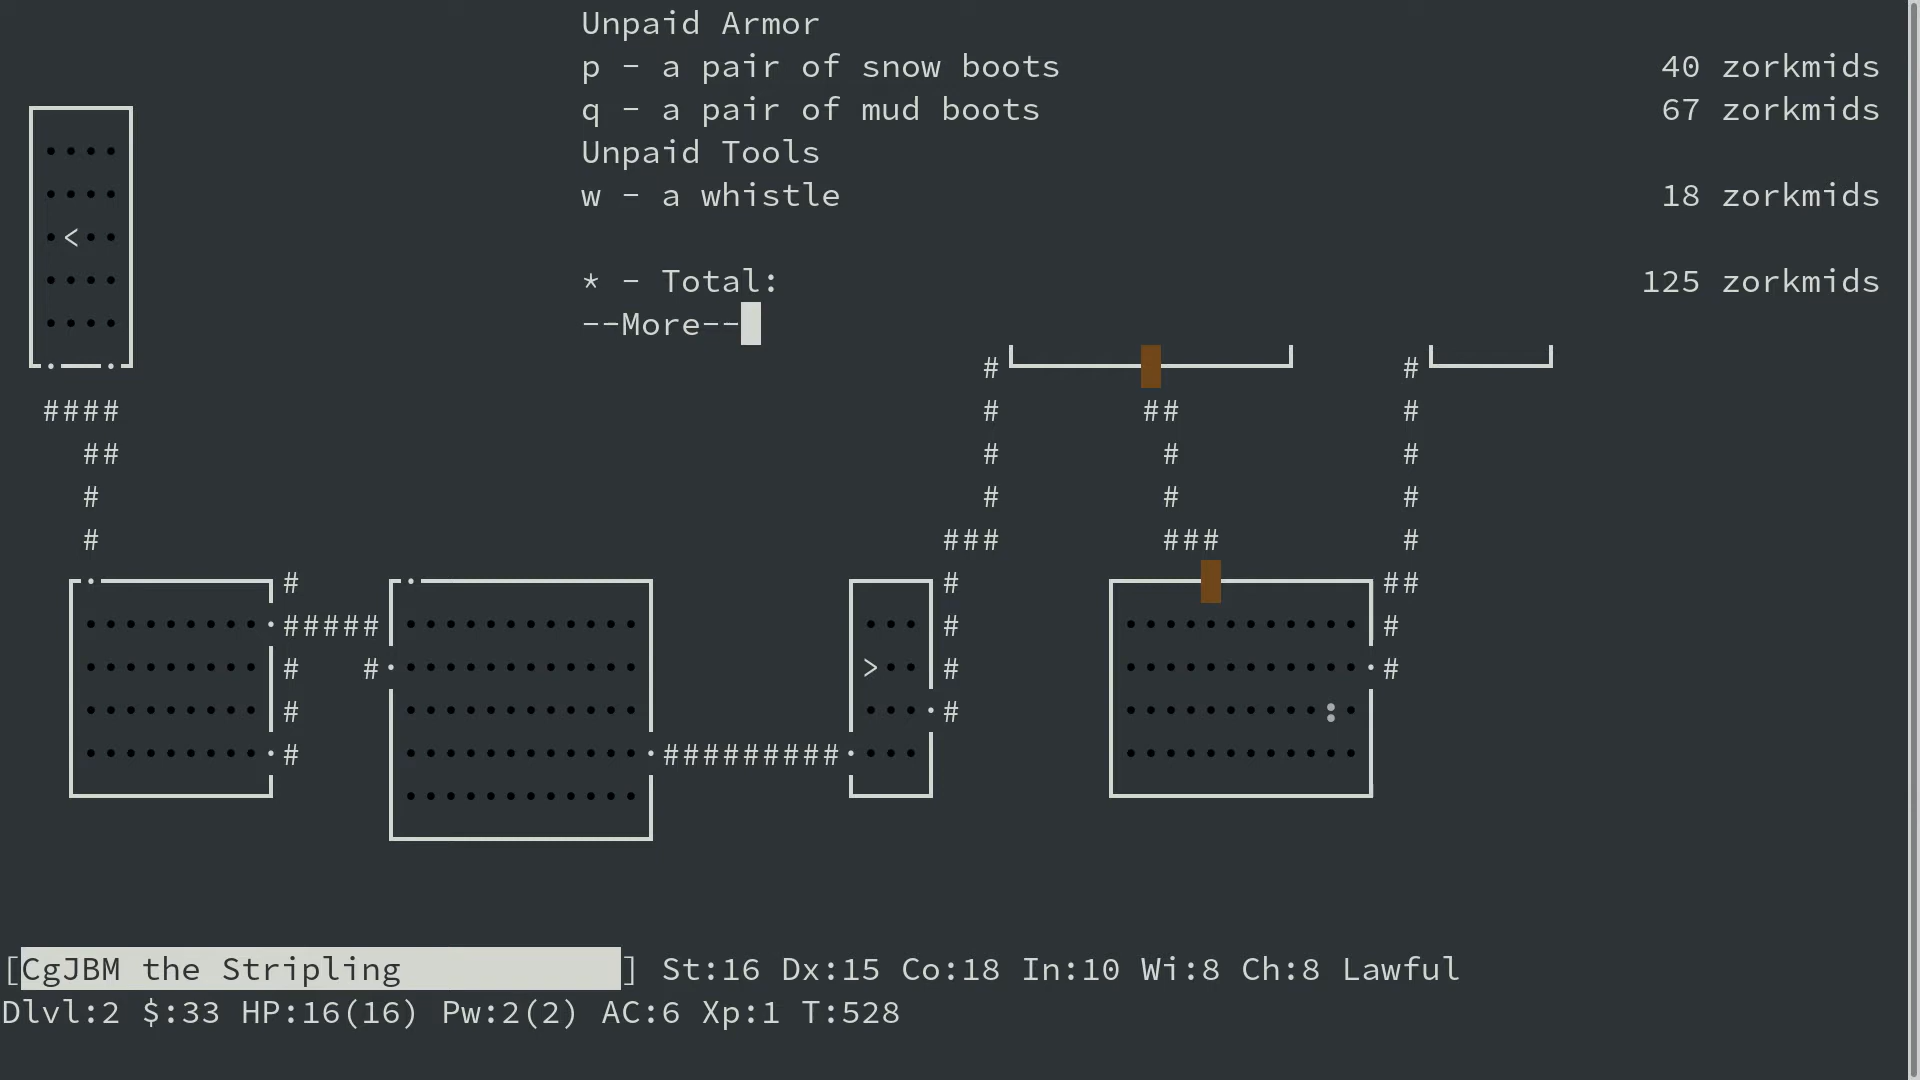 Unpaid Armor
p - a pair of snow boots 40 zorkmids
q - a pair of mud boots 67 zorkmids
Unpaid Tools
w - a whistle 18 zorkmids
* - Total: 125 zorkmids
--More--
[CgJBM the Stripling] St:16 Dx:15 Co:18 In:10 Wi:8 Ch:8 Lawful
Dlvl:2 $:33 HP:16(16) Pw:2(2) AC:6 Xp:1 T:528